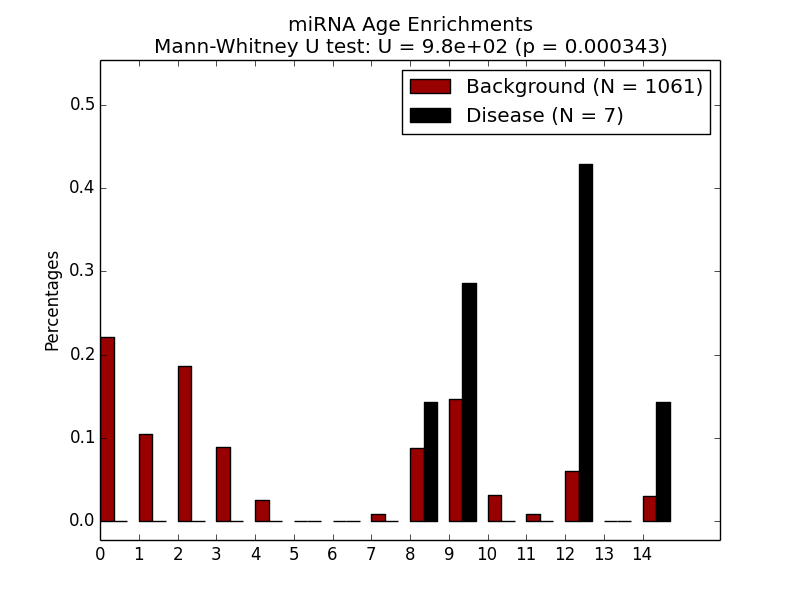 miRNA Age Enrichments
Mann-Whitney U test: U = 9.8e+02 (p = 0.000343)
Background (N = 1061)
Disease (N = 7)
Percentages
0.5
0.4
0.3
0.2
0.1
0.0
0 1 2 3 4 5 6 7 8 9 10 11 12 13 14